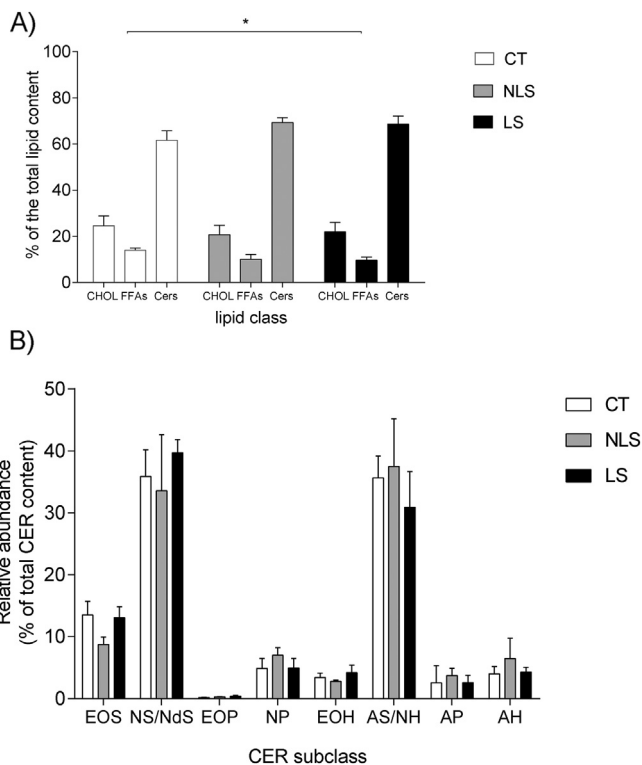 A)
*
100
80
60
40
20
0
% of the total lipid content
CHOL FFAs Cers CHOL FFAs Cers CHOL FFAs Cers
lipid class
CT
NLS
LS
B)
50
40
30
20
10
0
Relative abundance
(% of total CER content)
EOS NS/NdS EOP NP EOH AS/NH AP AH
CER subclass
CT
NLS
LS